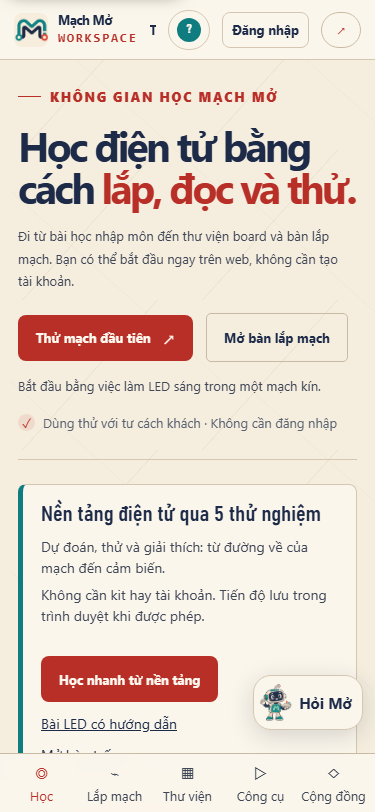 Mạch Mở
WORKSPACE
T
?
Đăng nhập
↗
KHÔNG GIAN HỌC MẠCH MỞ
Học điện tử bằng
cách lắp, đọc và thử.
Đi từ bài học nhập môn đến thư viện board và bàn lắp
mạch. Bạn có thể bắt đầu ngay trên web, không cần tạo
tài khoản.
Thử mạch đầu tiên ↗
Mở bàn lắp mạch
Bắt đầu bằng việc làm LED sáng trong một mạch kín.
✓ Dùng thử với tư cách khách · Không cần đăng nhập
Nền tảng điện tử qua 5 thử nghiệm
Dự đoán, thử và giải thích: từ đường về của
mạch đến cảm biến.
Không cần kit hay tài khoản. Tiến độ lưu trong
trình duyệt khi được phép.
Học nhanh từ nền tảng
Bài LED có hướng dẫn
Hỏi Mở
Học
Lắp mạch
Thư viện
Công cụ
Cộng đồng